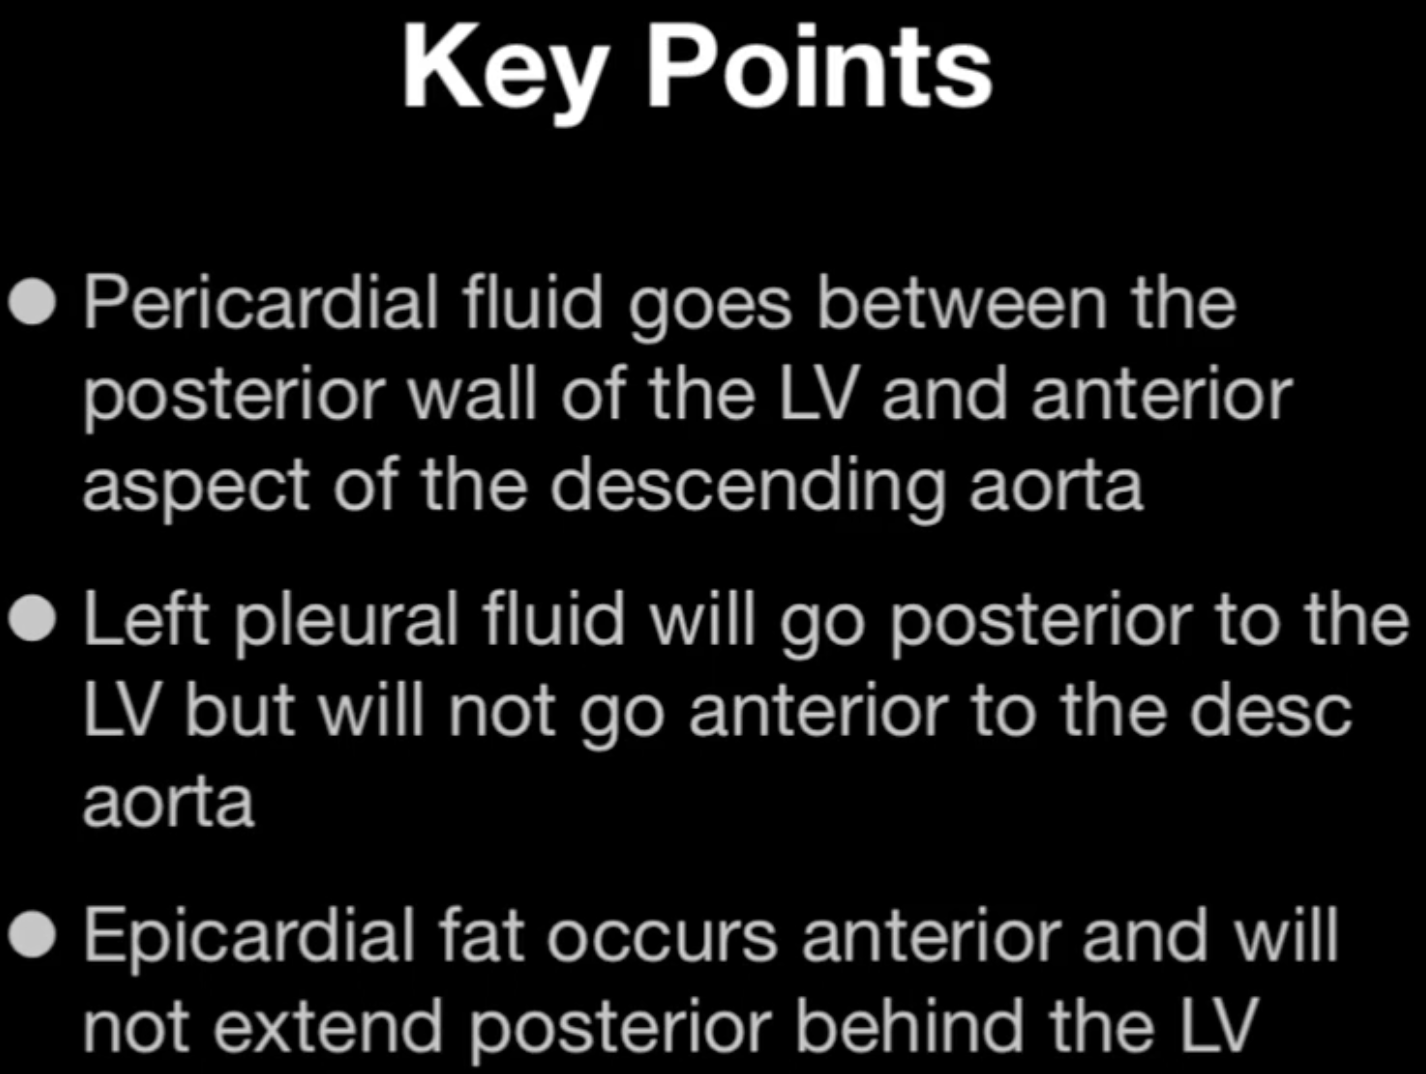 Key Points
● Pericardial fluid goes between the
posterior wall of the LV and anterior
aspect of the descending aorta
● Left pleural fluid will go posterior to the
LV but will not go anterior to the desc
aorta
● Epicardial fat occurs anterior and will
not extend posterior behind the LV